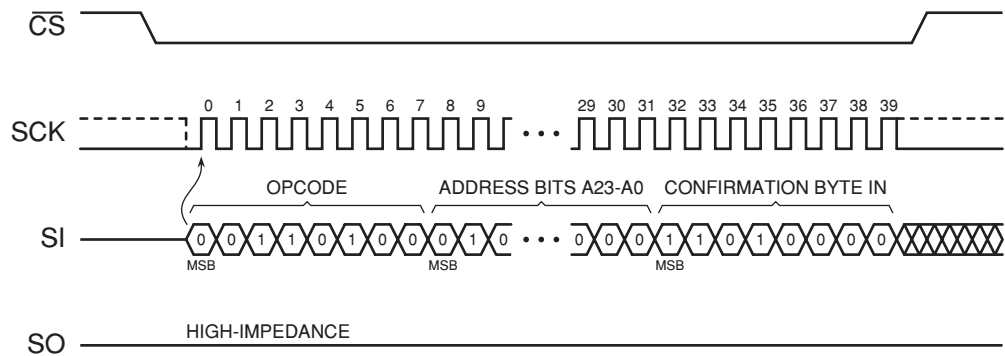 CS
0 1 2 3 4 5 6 7 8 9 29 30 31 32 33 34 35 36 37 38 39
SCK
OPCODE ADDRESS BITS A23-A0 CONFIRMATION BYTE IN
SI 0 0 1 1 0 1 0 0 0 1 0 0 0 0 1 1 0 1 0 0 0 0
MSB MSB MSB
HIGH-IMPEDANCE
SO